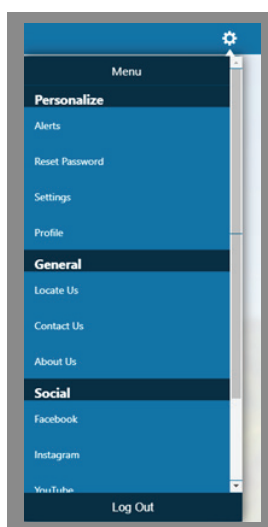 Menu
Personalize
Alerts
Reset Password
Settings
Profile
General
Locate Us
Contact Us
About Us
Social
Facebook
Instagram
YouTube
Log Out